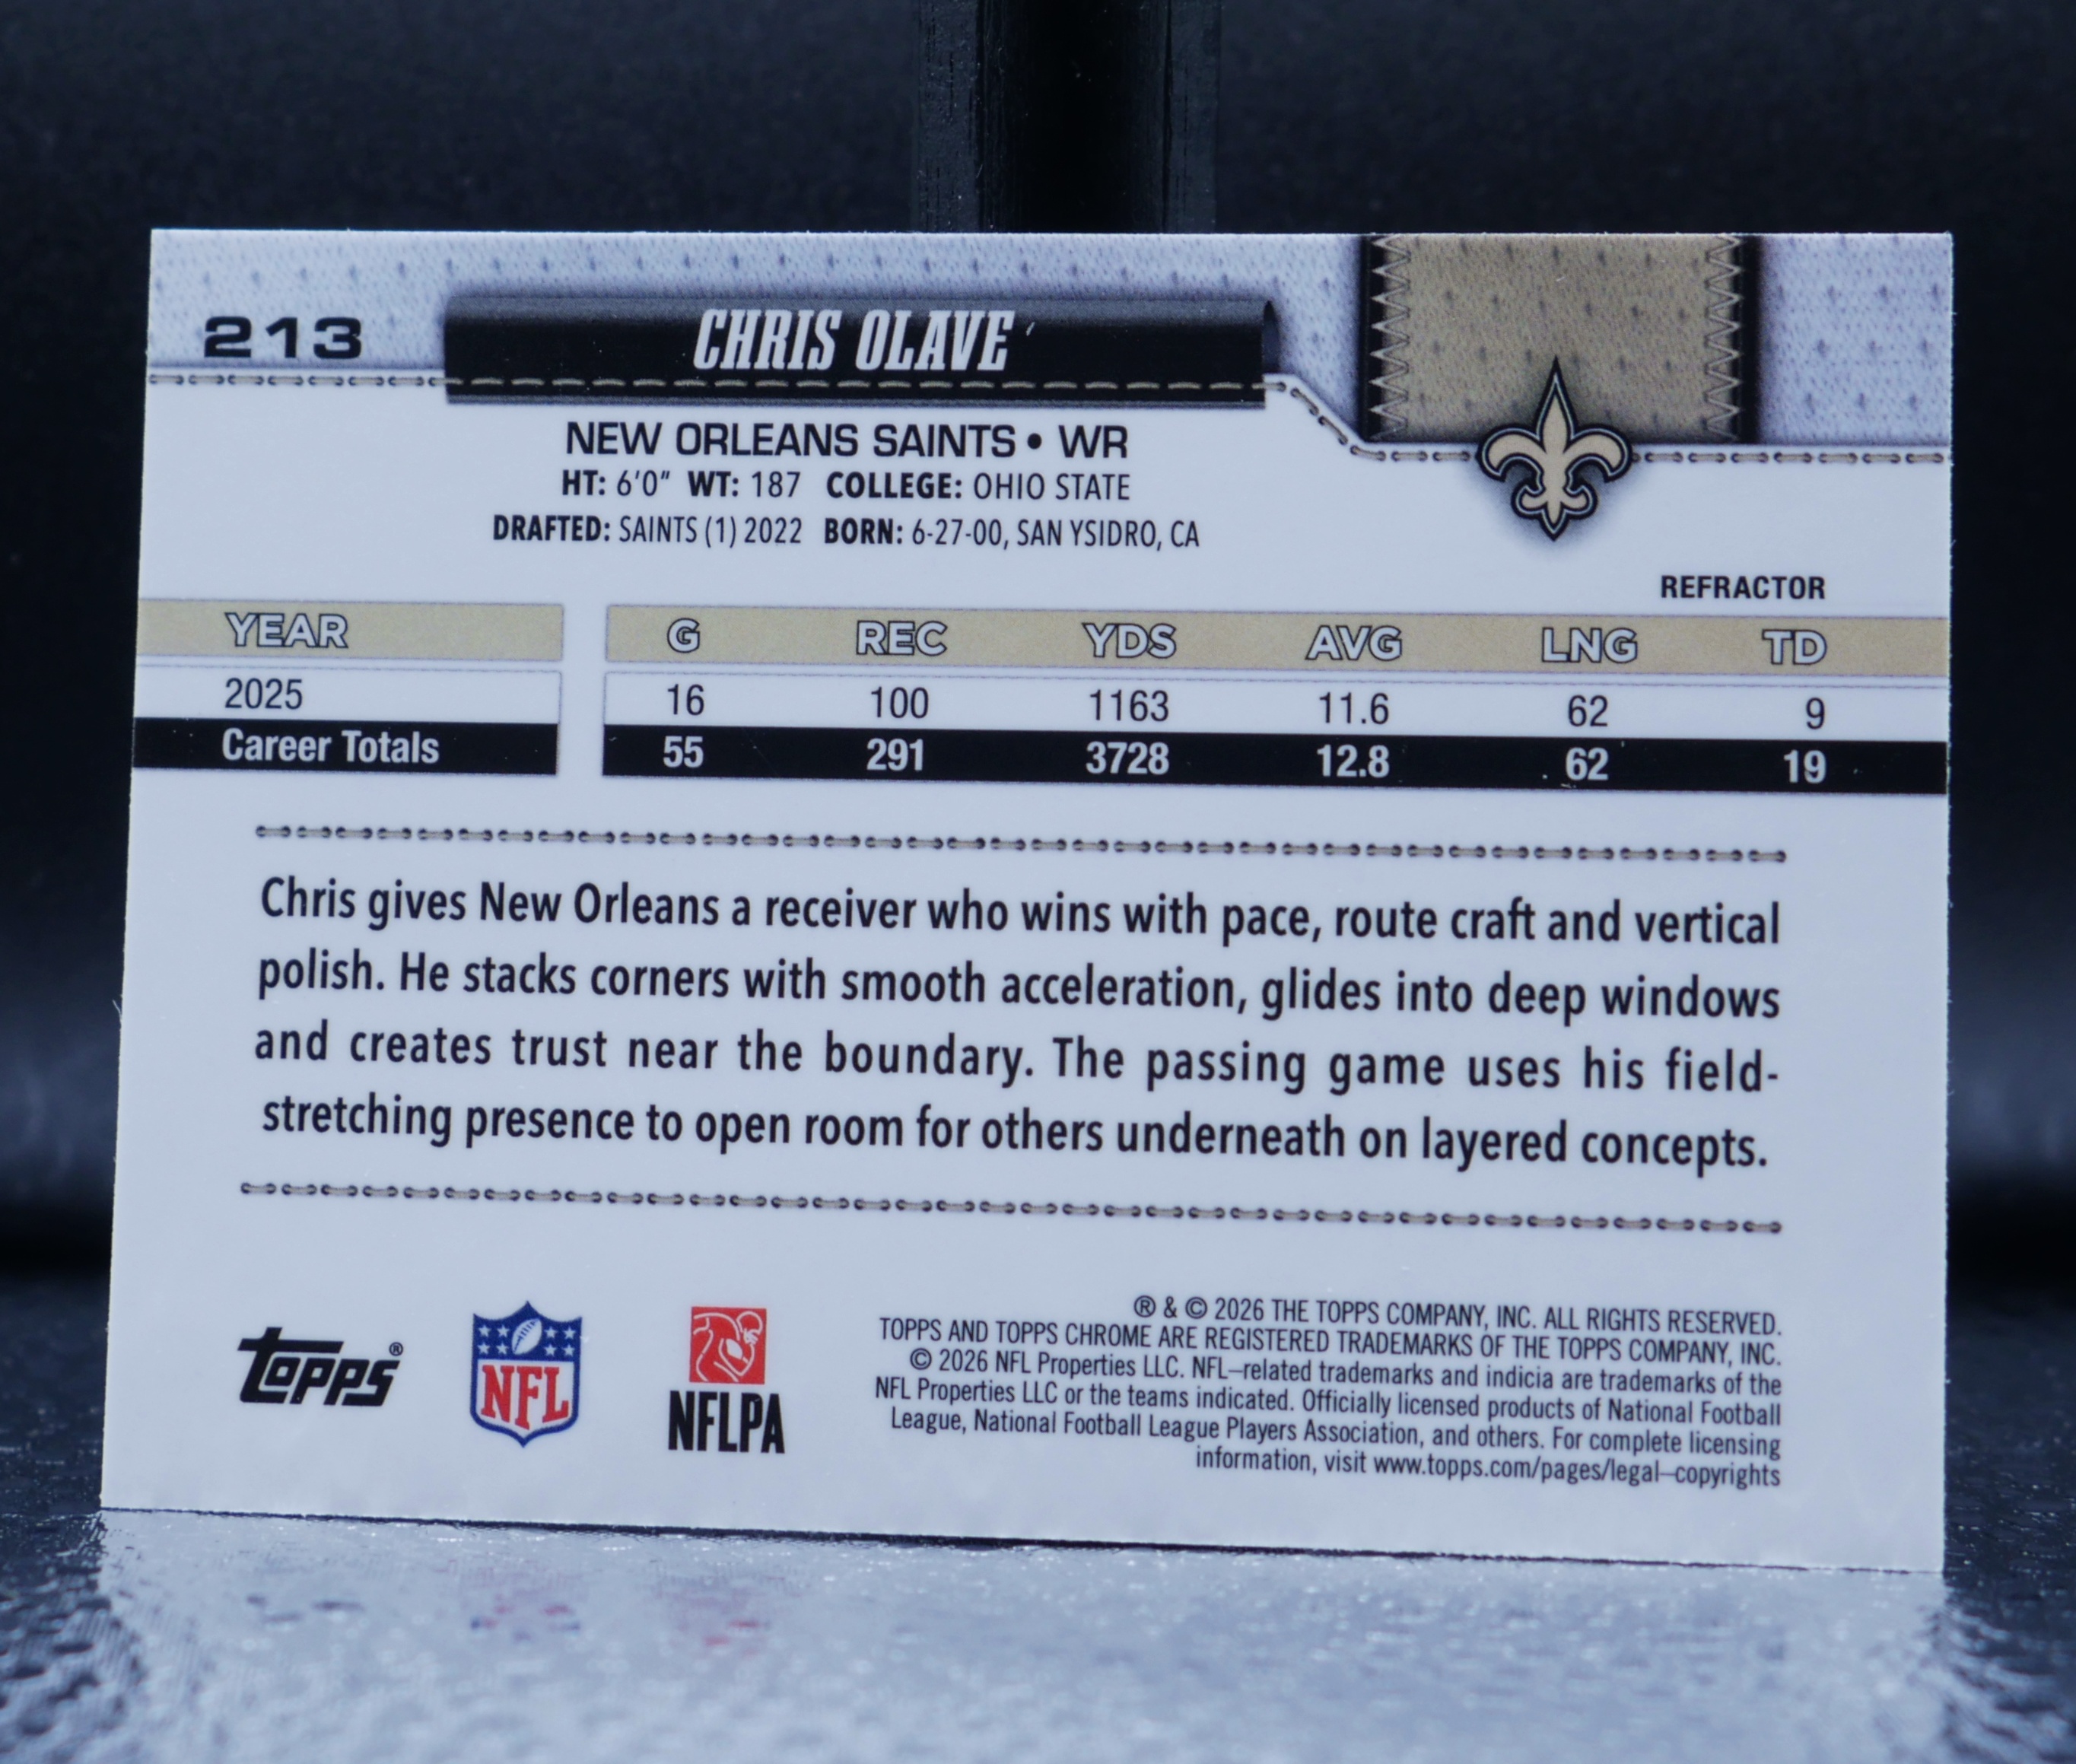 213
CHRIS OLAVE
NEW ORLEANS SAINTS • WR
HT: 6'0" WT: 187 COLLEGE: OHIO STATE
DRAFTED: SAINTS (1) 2022 BORN: 6-27-00, SAN YSIDRO, CA
REFRACTOR
YEAR G REC YDS AVG LNG TD
2025 16 100 1163 11.6 62 9
Career Totals 55 291 3728 12.8 62 19
Chris gives New Orleans a receiver who wins with pace, route craft and vertical
polish. He stacks corners with smooth acceleration, glides into deep windows
and creates trust near the boundary. The passing game uses his field-
stretching presence to open room for others underneath on layered concepts.
Topps®
NFL
NFLPA
® & © 2026 THE TOPPS COMPANY, INC. ALL RIGHTS RESERVED.
TOPPS AND TOPPS CHROME ARE REGISTERED TRADEMARKS OF THE TOPPS COMPANY, INC.
© 2026 NFL Properties LLC. NFL–related trademarks and indicia are trademarks of the
NFL Properties LLC or the teams indicated. Officially licensed products of National Football
League, National Football League Players Association, and others. For complete licensing
information, visit www.topps.com/pages/legal–copyrights